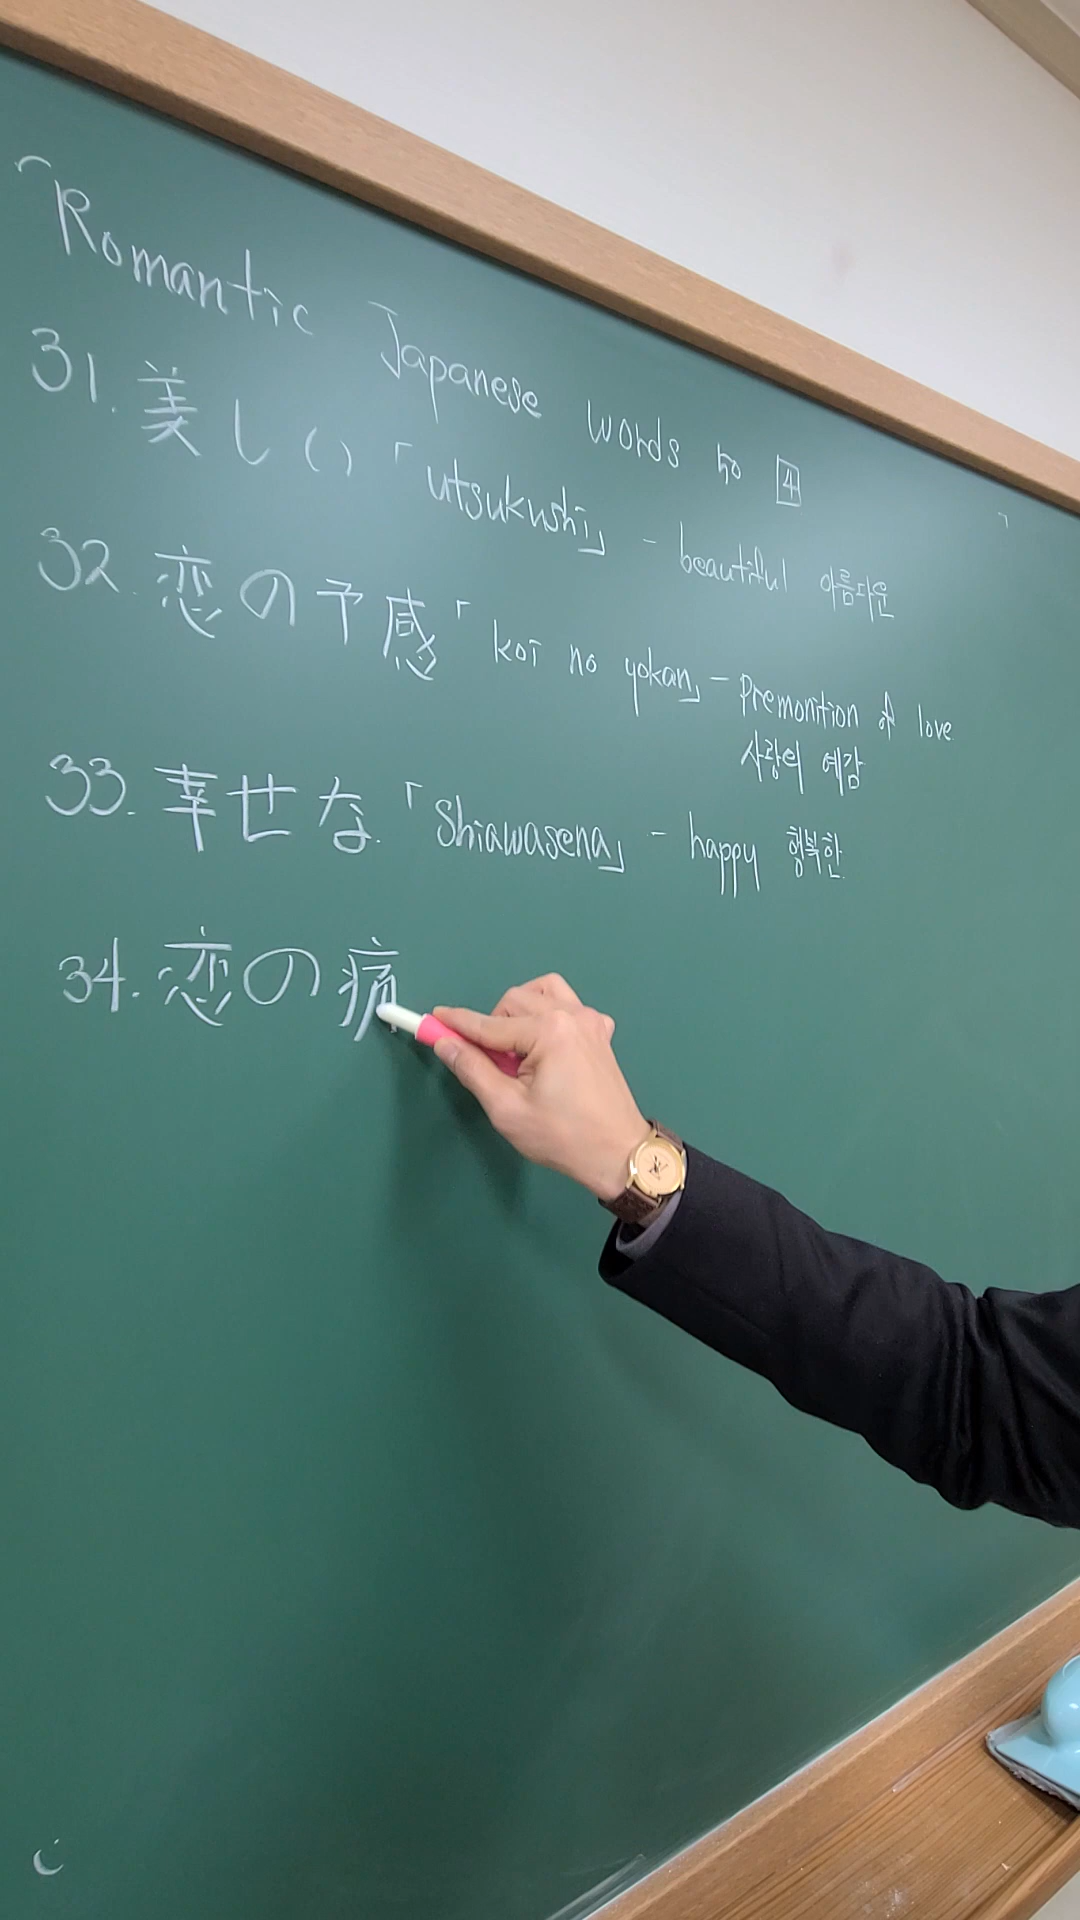 Romantic Japanese words 50 4
31. 美しい「utsukushi」 - beautiful 아름다운
32. 恋の予感「koi no yokan」 - premonition of love
사랑의 예감
33. 幸せな「Shiawasena」 - happy 행복한
34. 恋の病